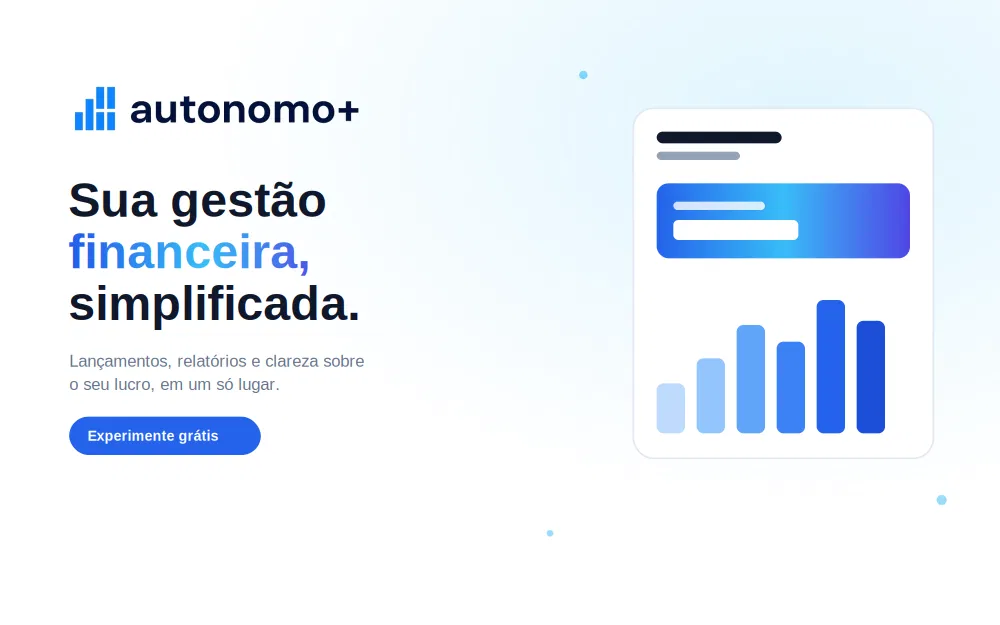 autonomo+
Sua gestão
financeira,
simplificada.
Lançamentos, relatórios e clareza sobre
o seu lucro, em um só lugar.
Experimente grátis